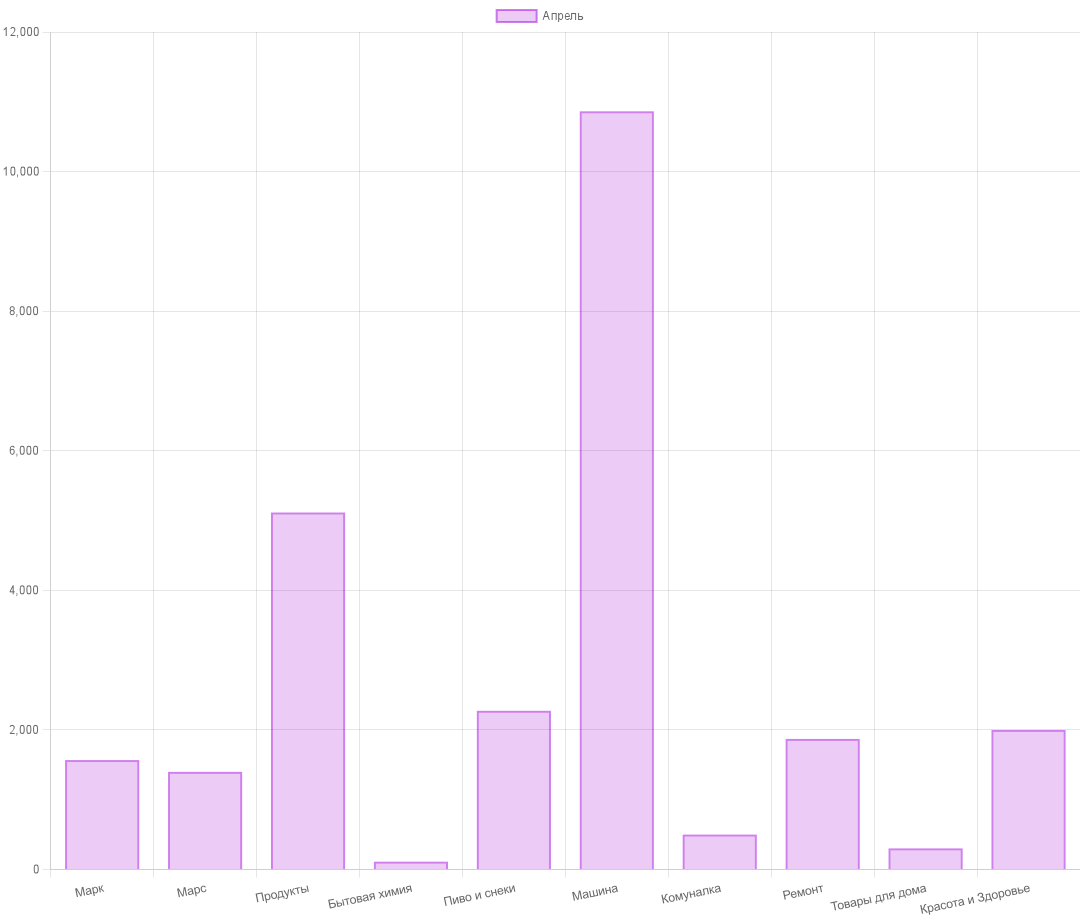 Апрель
12,000
10,000
8,000
6,000
4,000
2,000
0
Марк
Марс
Продукты
Бытовая химия
Пиво и снеки
Машина
Комуналка
Ремонт
Товары для дома
Красота и Здоровье